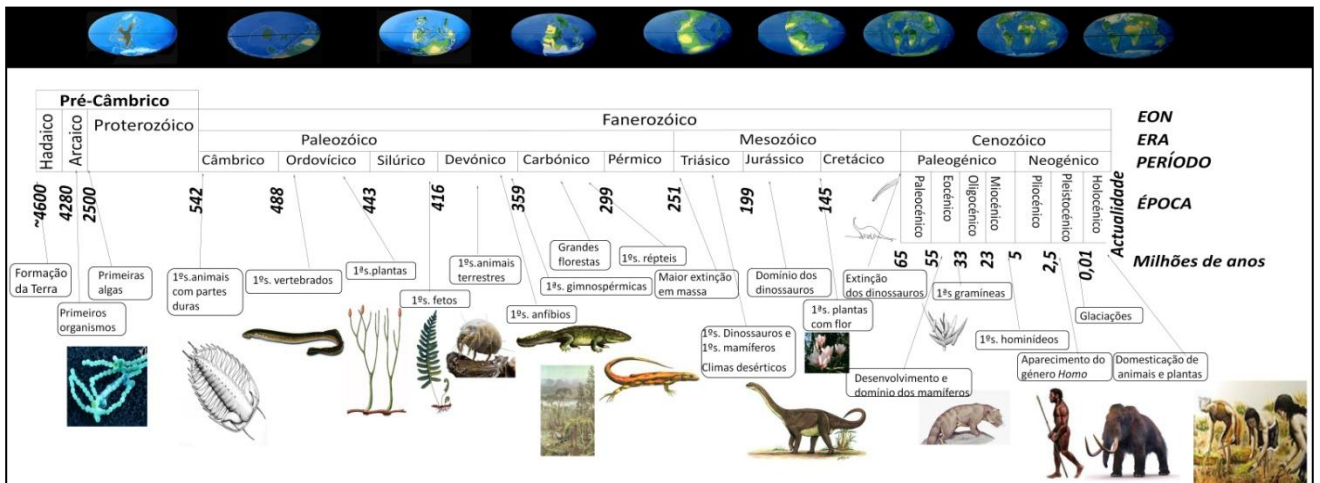 Pré-Câmbrico
Hadaico
Arcaico
Proterozóico
Fanerozóico
EON
Paleozóico
Mesozóico
Cenozóico
ERA
Câmbrico
Ordovícico
Silúrico
Devónico
Carbónico
Pérmico
Triásico
Jurássico
Cretácico
Paleogénico
Neogénico
PERÍODO
Paleocénico
Eocénico
Oligocénico
Miocénico
Pliocénico
Pleistocénico
Holocénico
Actualidade
ÉPOCA
~4600
4280
2500
542
488
443
416
359
299
251
199
145
65
55
33
23
5
2,5
0,01
Milhões de anos
Formação
da Terra
Primeiros
organismos
Primeiras
algas
1ºs.animais
com partes
duras
1ºs. vertebrados
1ªs.plantas
1ºs. fetos
1ºs.animais
terrestres
1ºs. anfíbios
Grandes
florestas
1ªs. gimnospérmicas
1ºs. répteis
Maior extinção
em massa
1ºs. Dinossauros e
1ºs. mamíferos
Climas desérticos
Domínio dos
dinossauros
1ªs. plantas
com flor
Extinção
dos dinossauros
Desenvolvimento e
domínio dos mamíferos
1ªs gramíneas
1ºs. hominídeos
Aparecimento do
género Homo
Glaciações
Domesticação de
animais e plantas